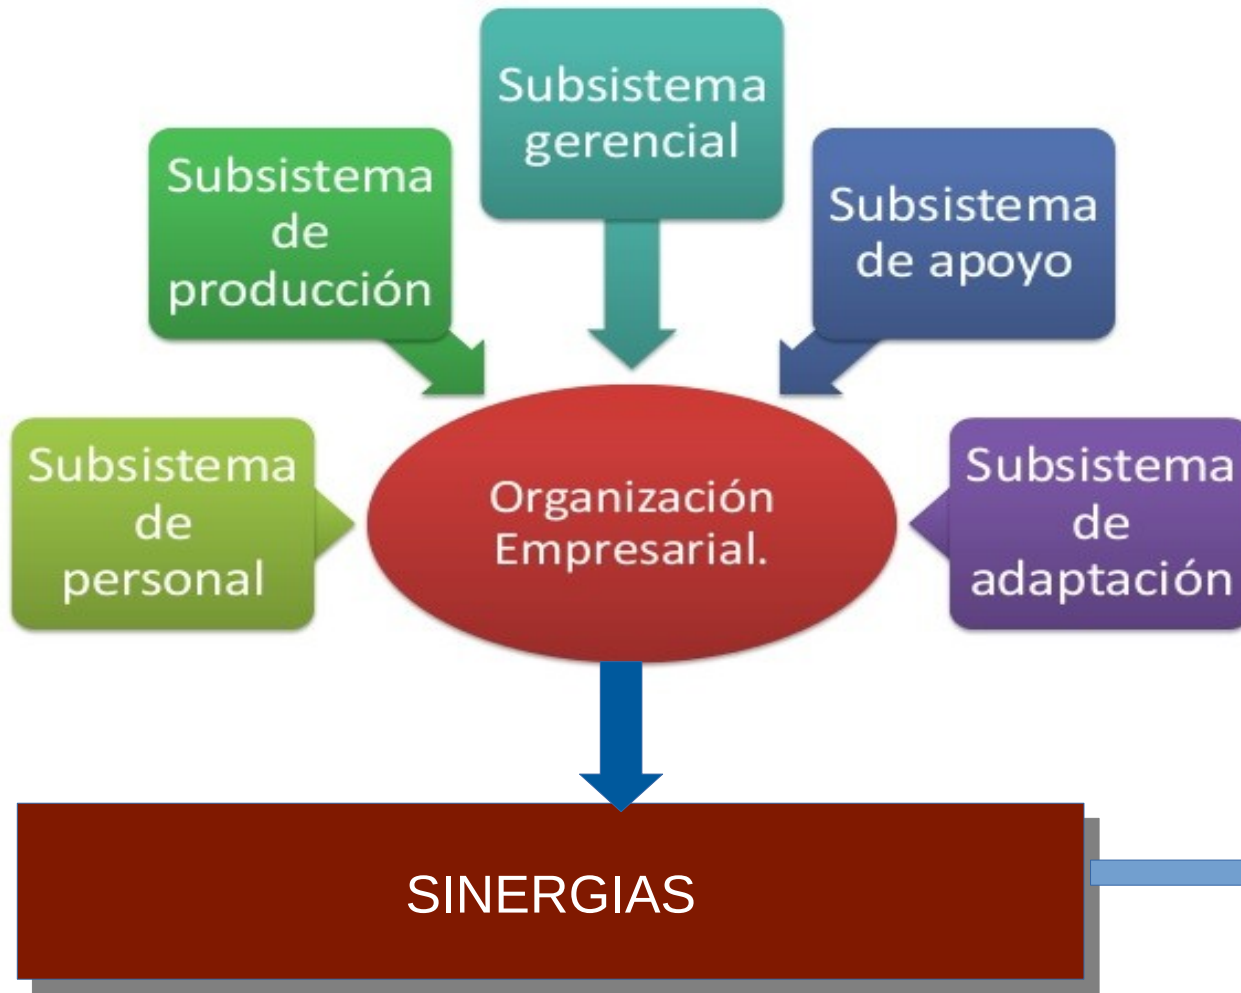 Subsistema
gerencial
Subsistema
de
producción
Subsistema
de apoyo
Subsistema
de
personal
Organización
Empresarial.
Subsistema
de
adaptación
SINERGIAS